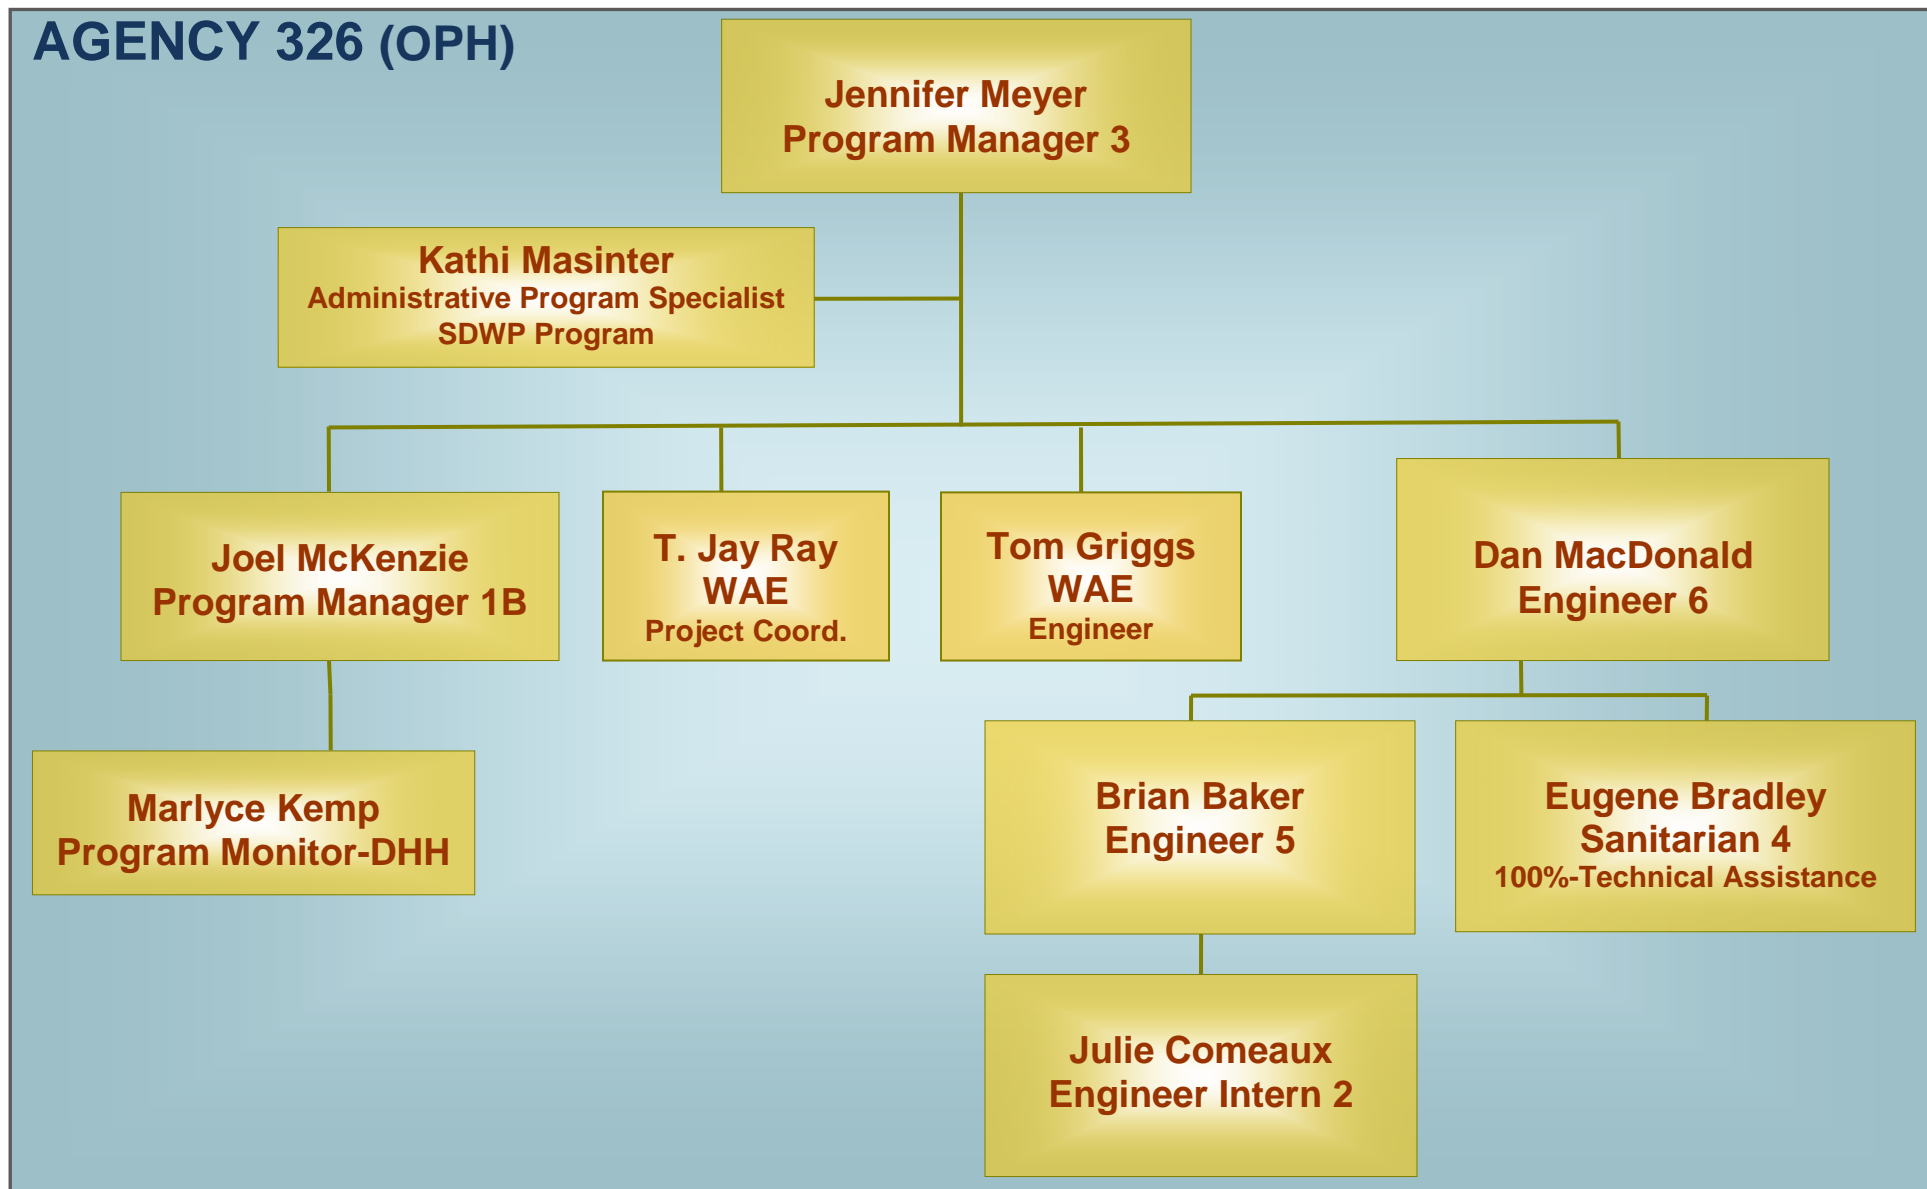 AGENCY 326 (OPH)
Jennifer Meyer
Program Manager 3
Kathi Masinter
Administrative Program Specialist
SDWP Program
Joel McKenzie
Program Manager 1B
T. Jay Ray
WAE
Project Coord.
Tom Griggs
WAE
Engineer
Dan MacDonald
Engineer 6
Marlyce Kemp
Program Monitor-DHH
Brian Baker
Engineer 5
Eugene Bradley
Sanitarian 4
100%-Technical Assistance
Julie Comeaux
Engineer Intern 2